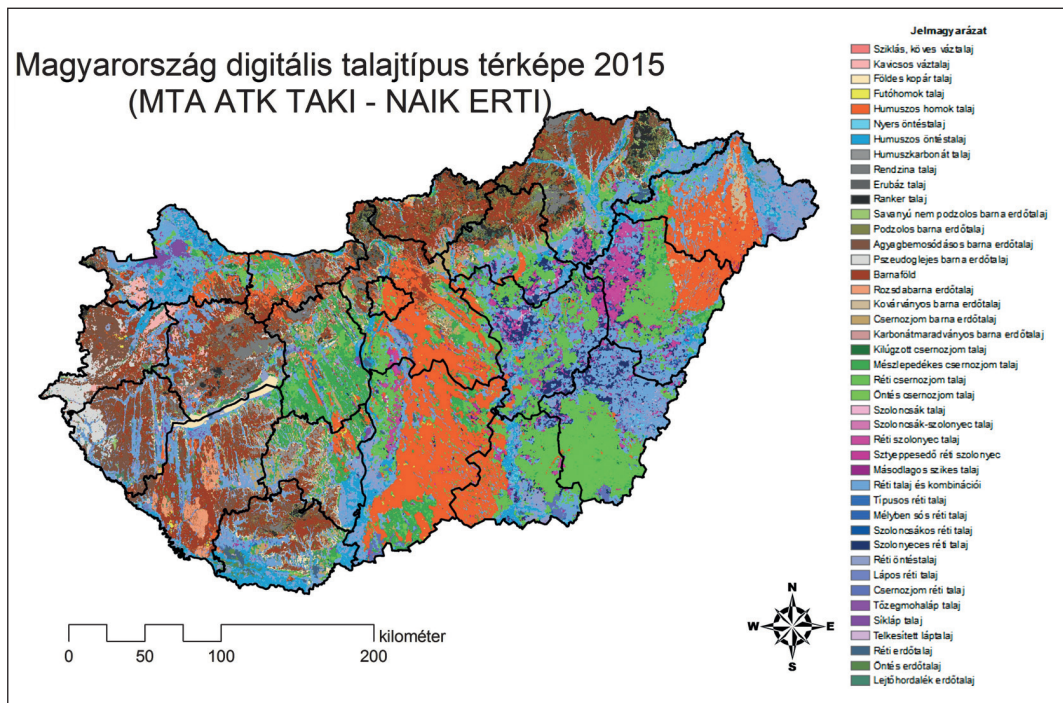 Magyarország digitális talajtípus térképe 2015
(MTA ATK TAKI - NAIK ERTI)
Jelmagyarázat
Sziklás, köves váztalaj
Kavicsos váztalaj
Földes kopár talaj
Futóhomok talaj
Humuszos homok talaj
Nyers öntéstalaj
Humuszos öntéstalaj
Humuszkarbonát talaj
Rendzina talaj
Erubáz talaj
Ranker talaj
Savanyú nem podzolos barna erdőtalaj
Podzolos barna erdőtalaj
Agyagbemosódásos barna erdőtalaj
Pszeudoglejes barna erdőtalaj
Barnaföld
Rozsdabarna erdőtalaj
Kovárványos barna erdőtalaj
Csernozjom barna erdőtalaj
Karbonátmaradványos barna erdőtalaj
Kilúgzott csernozjom talaj
Mészlepedékes csernozjom talaj
Réti csernozjom talaj
Öntés csernozjom talaj
Szoloncsák talaj
Szoloncsák-szolonyec talaj
Réti szolonyec talaj
Sztyeppesedő réti szolonyec
Másodlagos szikes talaj
Réti talaj és kombinációi
Típusos réti talaj
Mélyben sós réti talaj
Szoloncsákos réti talaj
Szolonyeces réti talaj
Réti öntéstalaj
Lápos réti talaj
Csernozjom réti talaj
Tőzegmohaláp talaj
Síkláp talaj
Telkesített láptalaj
Réti erdőtalaj
Öntés erdőtalaj
Lejtőhordalék erdőtalaj
kilométer
0 50 100 200
N
W E
S